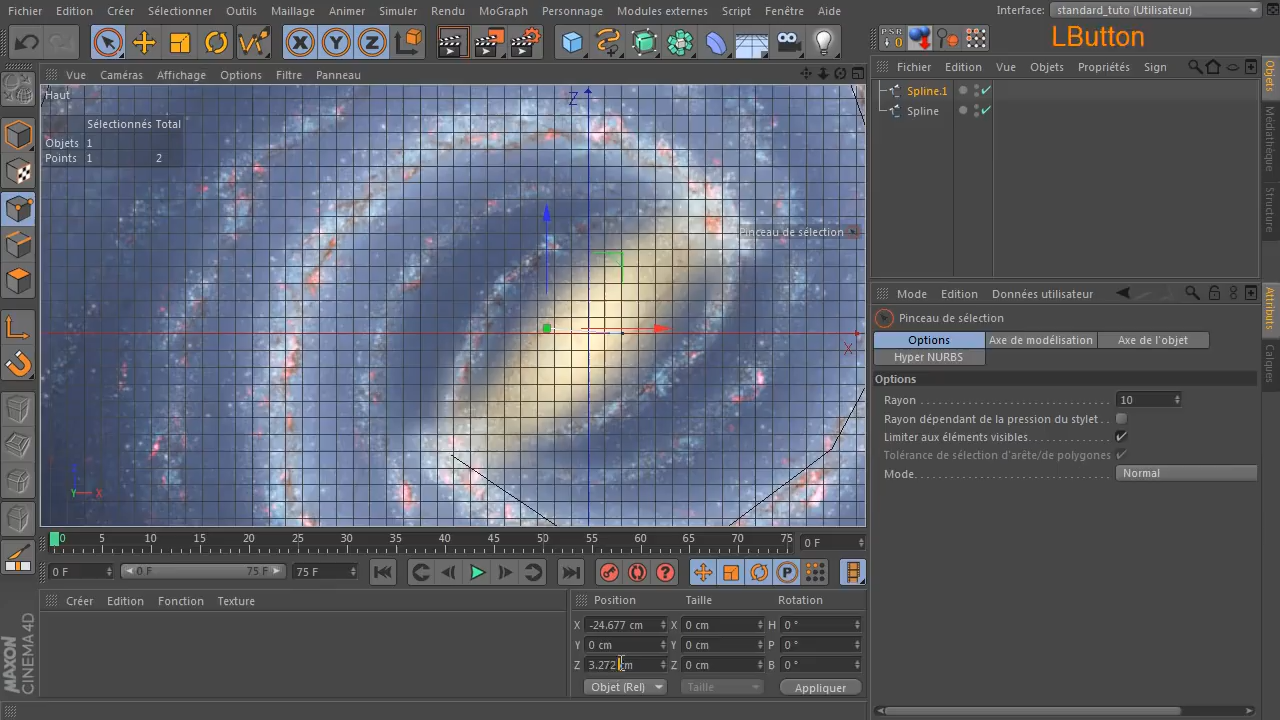 Fichier Edition Créer Sélectionner Outils Maillage Animer Simuler Rendu MoGraph Personnage Modules externes Script Fenêtre Aide Interface: standard_tuto (Utilisateur)
LButton
PSR
0
Vue Caméras Affichage Options Filtre Panneau
Fichier Edition Vue Objets Propriétés Sign
Haut
Z
Sélectionnés Total
Objets 1
Points 1 2
Spline.1
Spline
Objets
Médiathèque
Structure
Pinceau de sélection
X
Y X
Mode Edition Données utilisateur
Pinceau de sélection
Options Axe de modélisation Axe de l'objet
Hyper NURBS
Options
Rayon 10
Rayon dépendant de la pression du stylet
Limiter aux éléments visibles.
Tolérance de sélection d'arête/de polygones
Mode. Normal
Attributs
Calques
0 5 10 15 20 25 30 35 40 45 50 55 60 65 70 75 0 F
0 F 0 F 75 F 75 F
Créer Edition Fonction Texture
Position Taille Rotation
X -24.677 cm X 0 cm H 0 °
Y 0 cm Y 0 cm P 0 °
Z 3.272 cm Z 0 cm B 0 °
Objet (Rel) Taille Appliquer
MAXON
CINEMA 4D